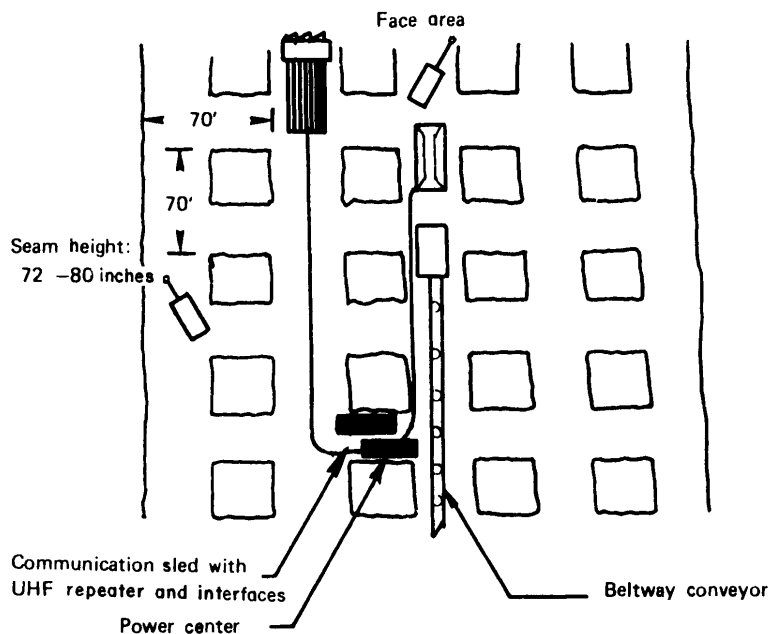 Face area
70'
70'
Seam height:
72 –80 inches
Communication sled with
UHF repeater and interfaces
Power center
Beltway conveyor